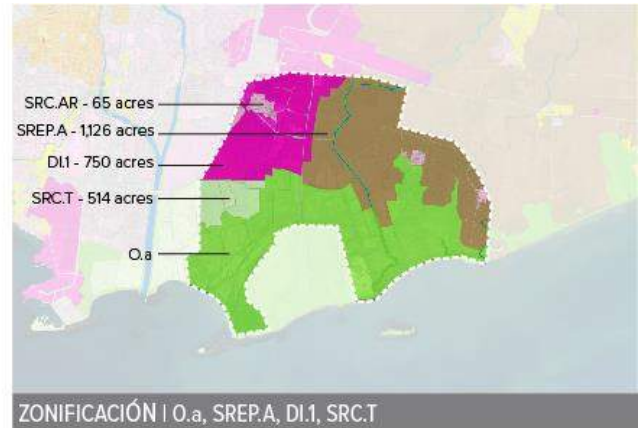 SRC.AR - 65 acres
SREP.A - 1,126 acres
DI.1 - 750 acres
SRC.T - 514 acres
O.a
ZONIFICACIÓN | O.a, SREP.A, DI.1, SRC.T